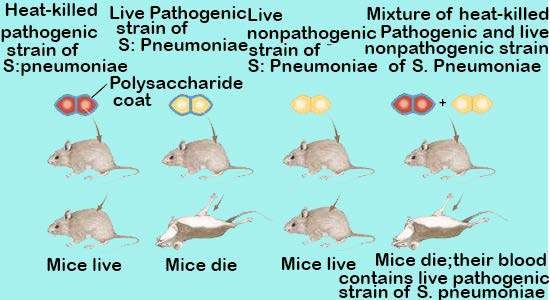 Heat-killed
pathogenic
strain of
S:pneumoniae
Live Pathogenic
strain of
S: Pneumoniae
Live
nonpathogenic
strain of
S: Pneumoniae
Mixture of heat-killed
Pathogenic and live
nonpathogenic strain
of S. Pneumoniae
Polysaccharide
coat
+
Mice live
Mice die
Mice live
Mice die;their blood
contains live pathogenic
strain of S. pneumoniae